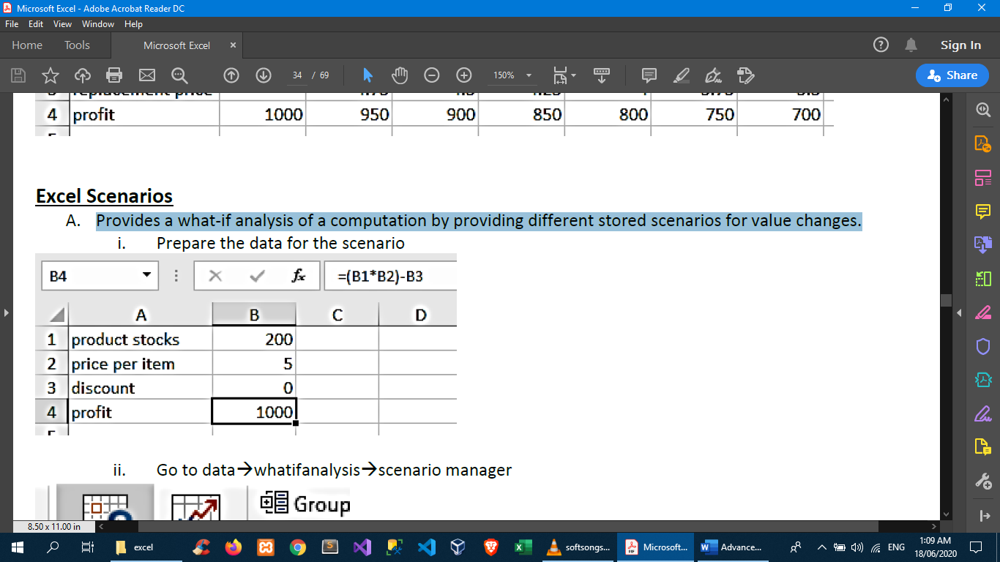 Microsoft Excel - Adobe Acrobat Reader DC
File Edit View Window Help
Home Tools Microsoft Excel × Sign In
34 / 69 150% Share
4 profit 1000 950 900 850 800 750 700
Excel Scenarios
A. Provides a what-if analysis of a computation by providing different stored scenarios for value changes.
i. Prepare the data for the scenario
B4 fx =(B1*B2)-B3
A B C D
1 product stocks 200
2 price per item 5
3 discount 0
4 profit 1000
ii. Go to data→whatifanalysis→scenario manager
Group
8.50 x 11.00 in
excel softsongs... Microsoft... Advance... ENG 1:09 AM
18/06/2020